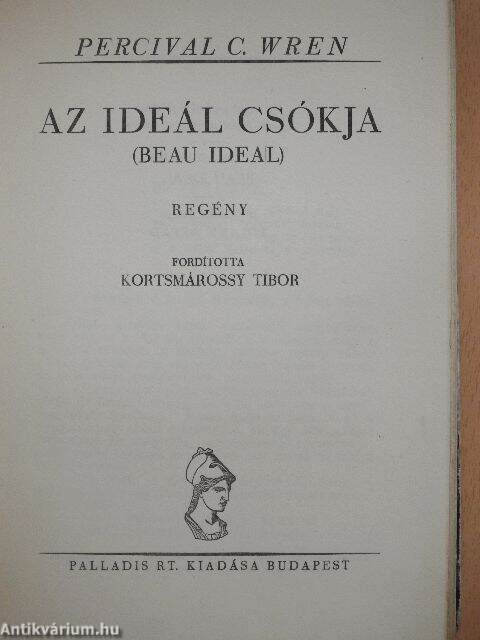 PERCIVAL C. WREN
AZ IDEÁL CSÓKJA
(BEAU IDEAL)
REGÉNY
FORDÍTOTTA
KORTSMÁROSSY TIBOR
PALLADIS RT. KIADÁSA BUDAPEST
Antikvárium.hu